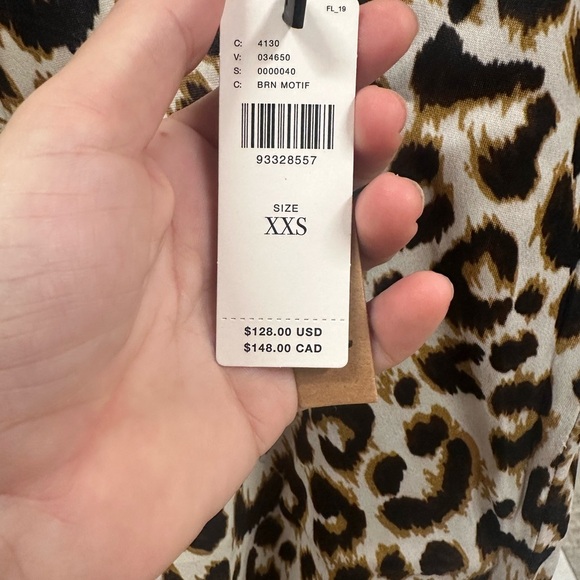 FL_19
C: 4130
V: 034650
S: 0000040
C: BRN MOTIF
93328557
SIZE
XXS
$128.00 USD
$148.00 CAD